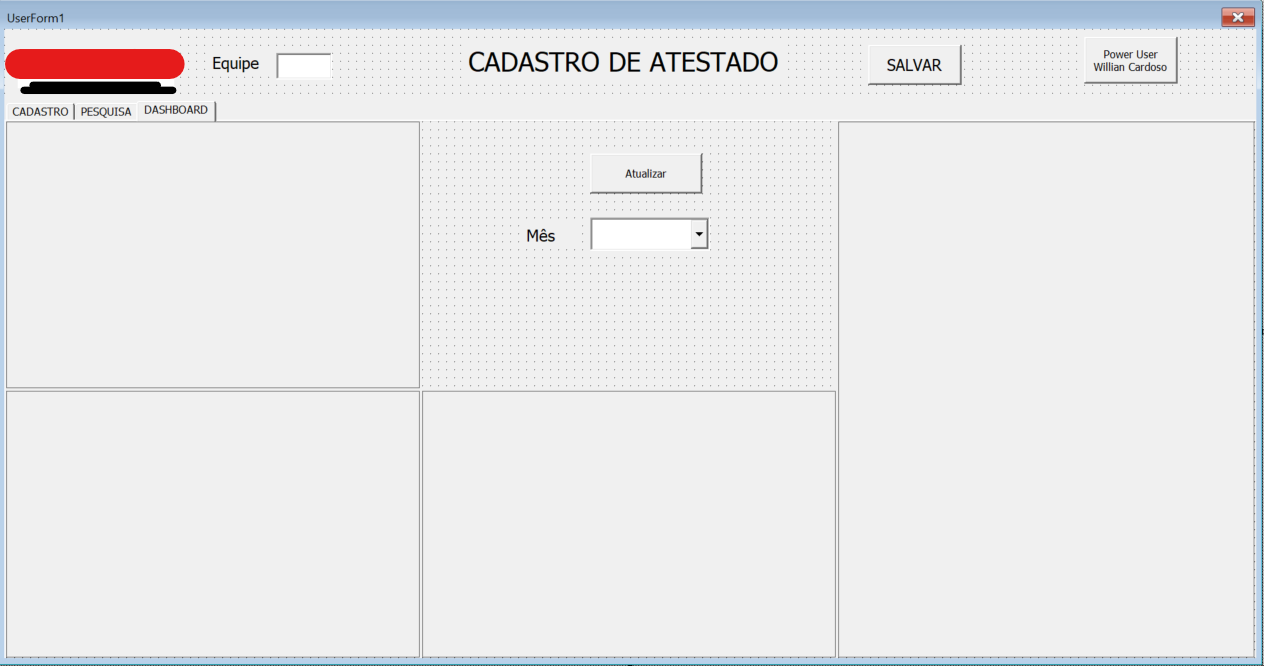 UserForm1
Equipe
CADASTRO DE ATESTADO
SALVAR
Power User
Willian Cardoso
CADASTRO
PESQUISA
DASHBOARD
Atualizar
Mês